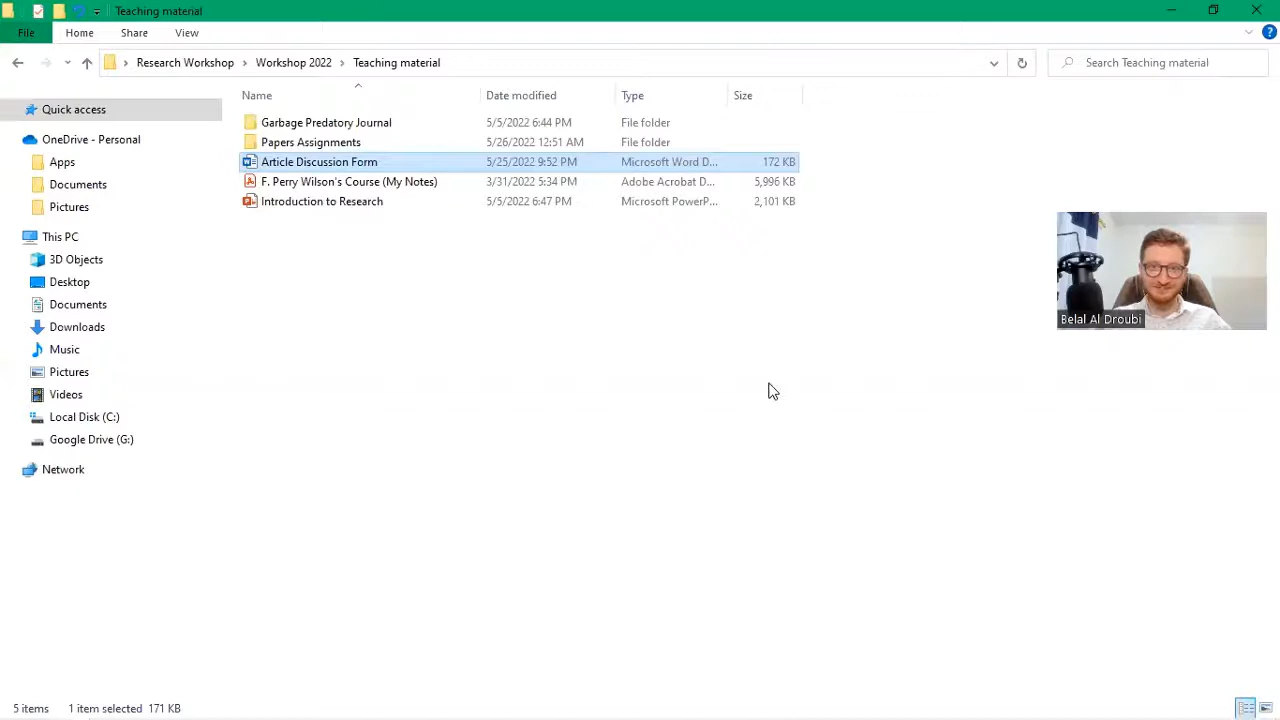 Teaching material
File Home Share View
Research Workshop Workshop 2022 Teaching material Search Teaching material
Name Date modified Type Size
Quick access
Garbage Predatory Journal 5/5/2022 6:44 PM File folder
OneDrive - Personal
Papers Assignments 5/26/2022 12:51 AM File folder
Apps
Article Discussion Form 5/25/2022 9:52 PM Microsoft Word D... 172 KB
Documents
F. Perry Wilson's Course (My Notes) 3/31/2022 5:34 PM Adobe Acrobat D... 5,996 KB
Pictures
Introduction to Research 5/5/2022 6:47 PM Microsoft PowerP... 2,101 KB
This PC
3D Objects
Desktop
Documents
Downloads
Music
Pictures
Videos
Local Disk (C:)
Google Drive (G:)
Network
Belal Al Droubi
5 items 1 item selected 171 KB